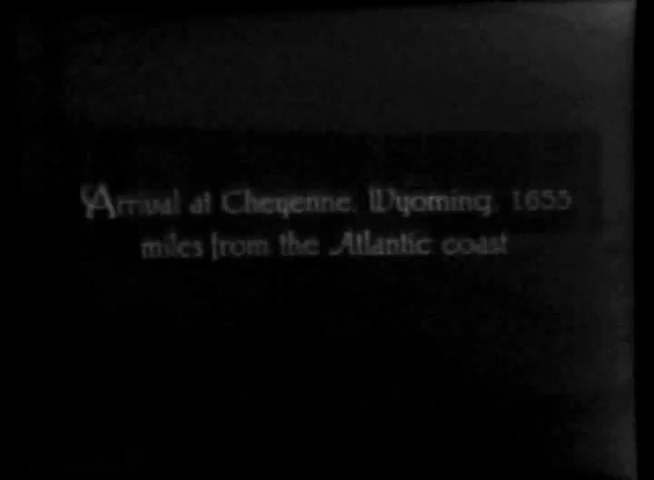 Arrival at Cheyenne, Wyoming, 1655
miles from the Atlantic coast